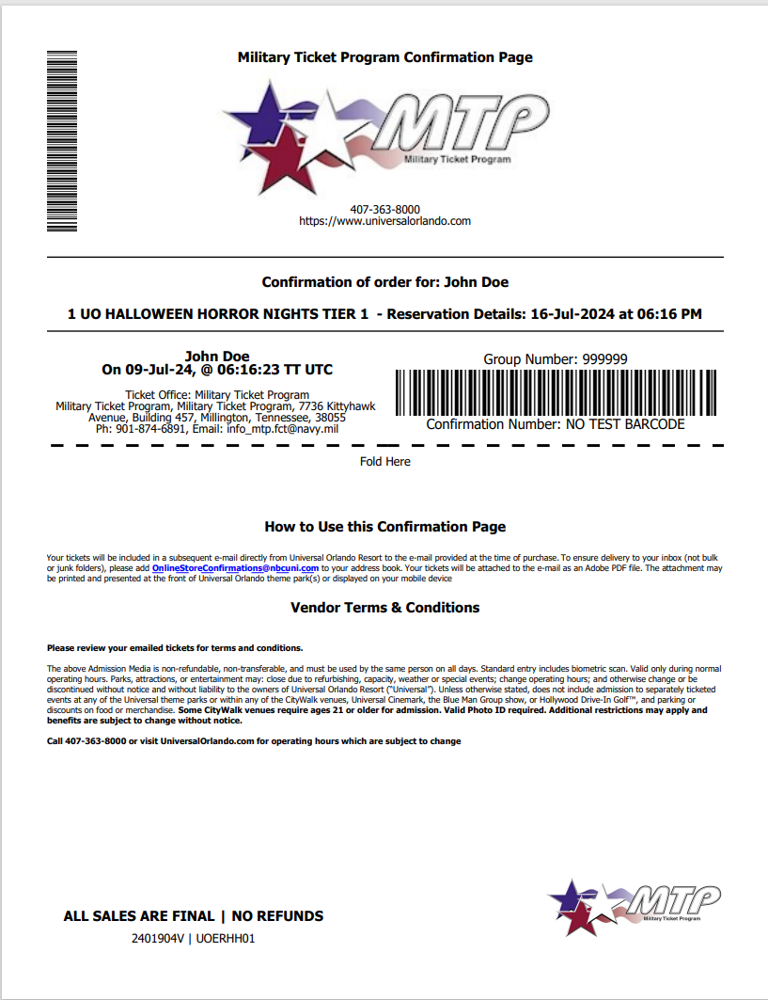 Military Ticket Program Confirmation Page
MTP
Military Ticket Program
407-363-8000
https://www.universalorlando.com
Confirmation of order for: John Doe
1 UO HALLOWEEN HORROR NIGHTS TIER 1 - Reservation Details: 16-Jul-2024 at 06:16 PM
John Doe
On 09-Jul-24, @ 06:16:23 TT UTC
Ticket Office: Military Ticket Program
Military Ticket Program, Military Ticket Program, 7736 Kittyhawk
Avenue, Building 457, Millington, Tennessee, 38055
Ph: 901-874-6891, Email: info_mtp.fct@navy.mil
Group Number: 999999
Confirmation Number: NO TEST BARCODE
Fold Here
How to Use this Confirmation Page
Your tickets will be included in a subsequent e-mail directly from Universal Orlando Resort to the e-mail provided at the time of purchase. To ensure delivery to your inbox (not bulk
or junk folders), please add OnlineStoreConfirmations@nbcuni.com to your address book. Your tickets will be attached to the e-mail as an Adobe PDF file. The attachment may
be printed and presented at the front of Universal Orlando theme park(s) or displayed on your mobile device
Vendor Terms & Conditions
Please review your emailed tickets for terms and conditions.
The above Admission Media is non-refundable, non-transferable, and must be used by the same person on all days. Standard entry includes biometric scan. Valid only during normal
operating hours. Parks, attractions, or entertainment may: close due to refurbishing, capacity, weather or special events; change operating hours; and otherwise change or be
discontinued without notice and without liability to the owners of Universal Orlando Resort (“Universal”). Unless otherwise stated, does not include admission to separately ticketed
events at any of the Universal theme parks or within any of the CityWalk venues, Universal Cinemark, the Blue Man Group show, or Hollywood Drive-In Golf™, and parking or
discounts on food or merchandise. Some CityWalk venues require ages 21 or older for admission. Valid Photo ID required. Additional restrictions may apply and
benefits are subject to change without notice.
Call 407-363-8000 or visit UniversalOrlando.com for operating hours which are subject to change
ALL SALES ARE FINAL | NO REFUNDS
2401904V | UOERHH01
MTP
Military Ticket Program